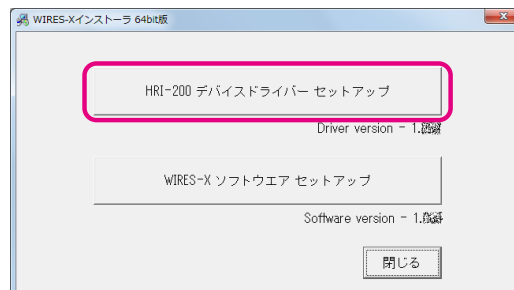 WIRES-Xインストーラ 64bit版
HRI-200 デバイスドライバー セットアップ
Driver version - 1.
WIRES-X ソフトウエア セットアップ
Software version - 1.
閉じる